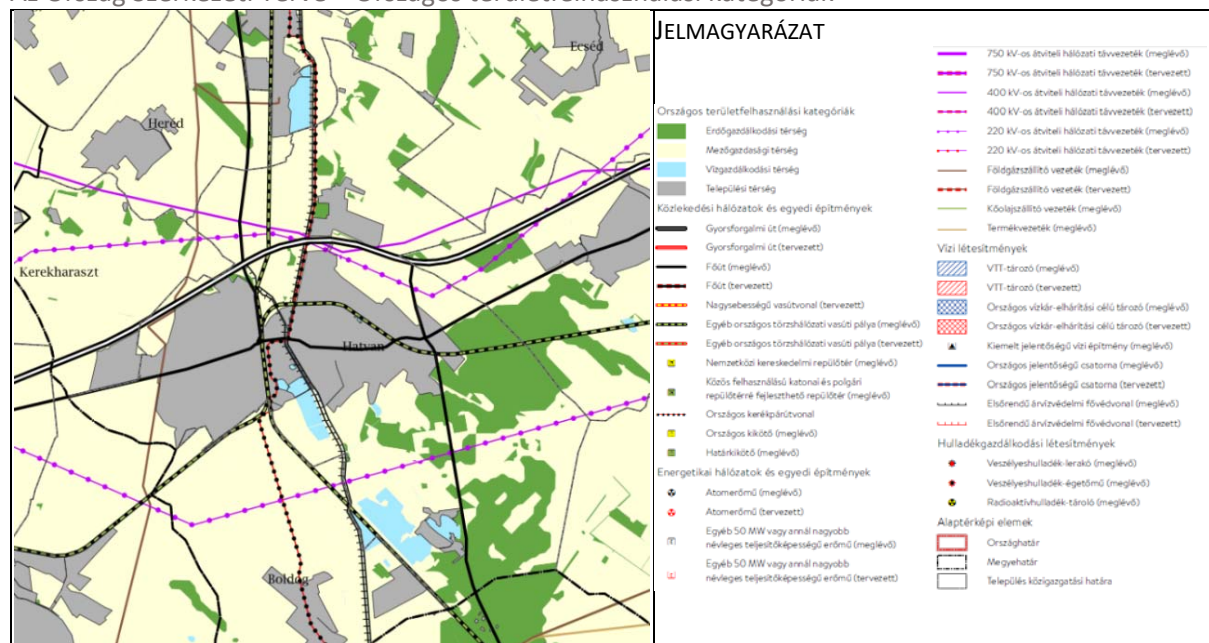 Az Ország Szerkezeti Terve – Országos területfelhasználási kategóriák
Ecséd
Heréd
Kerekharaszt
Hatvan
Boldog
JELMAGYARÁZAT
Országos területfelhasználási kategóriák
Erdőgazdálkodási térség
Mezőgazdasági térség
Vízgazdálkodási térség
Települési térség
Közlekedési hálózatok és egyedi építmények
Gyorsforgalmi út (meglévő)
Gyorsforgalmi út (tervezett)
Főút (meglévő)
Főút (tervezett)
Nagysebességű vasútvonal (tervezett)
Egyéb országos törzshálózati vasúti pálya (meglévő)
Egyéb országos törzshálózati vasúti pálya (tervezett)
Nemzetközi kereskedelmi repülőtér (meglévő)
Közös felhasználású katonai és polgári
repülőtérré fejleszthető repülőtér (meglévő)
Országos kerékpárútvonal
Országos kikötő (meglévő)
Határkikötő (meglévő)
Energetikai hálózatok és egyedi építmények
Atomerőmű (meglévő)
Atomerőmű (tervezett)
Egyéb 50 MW vagy annál nagyobb
névleges teljesítőképességű erőmű (meglévő)
Egyéb 50 MW vagy annál nagyobb
névleges teljesítőképességű erőmű (tervezett)
750 kV-os átviteli hálózati távvezeték (meglévő)
750 kV-os átviteli hálózati távvezeték (tervezett)
400 kV-os átviteli hálózati távvezeték (meglévő)
400 kV-os átviteli hálózati távvezeték (tervezett)
220 kV-os átviteli hálózati távvezeték (meglévő)
220 kV-os átviteli hálózati távvezeték (tervezett)
Földgázszállító vezeték (meglévő)
Földgázszállító vezeték (tervezett)
Kőolajszállító vezeték (meglévő)
Termékvezeték (meglévő)
Vízi létesítmények
VTT-tározó (meglévő)
VTT-tározó (tervezett)
Országos vízkár-elhárítási célú tározó (meglévő)
Országos vízkár-elhárítási célú tározó (tervezett)
Kiemelt jelentőségű vízi építmény (meglévő)
Országos jelentőségű csatorna (meglévő)
Országos jelentőségű csatorna (tervezett)
Elsőrendű árvízvédelmi fővédvonal (meglévő)
Elsőrendű árvízvédelmi fővédvonal (tervezett)
Hulladékgazdálkodási létesítmények
Veszélyeshulladék-lerakó (meglévő)
Veszélyeshulladék-égetőmű (meglévő)
Radioaktívhulladék-tároló (meglévő)
Alaptérképi elemek
Országhatár
Megyehatár
Település közigazgatási határa